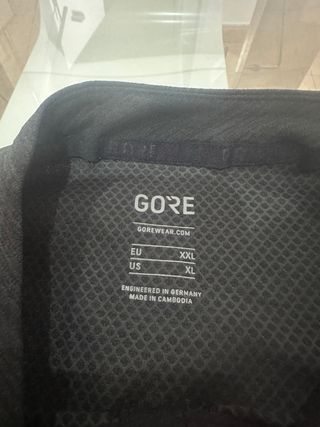 GORE
GOREWEAR.COM
EU XXL
US XL
ENGINEERED IN GERMANY
MADE IN CAMBODIA